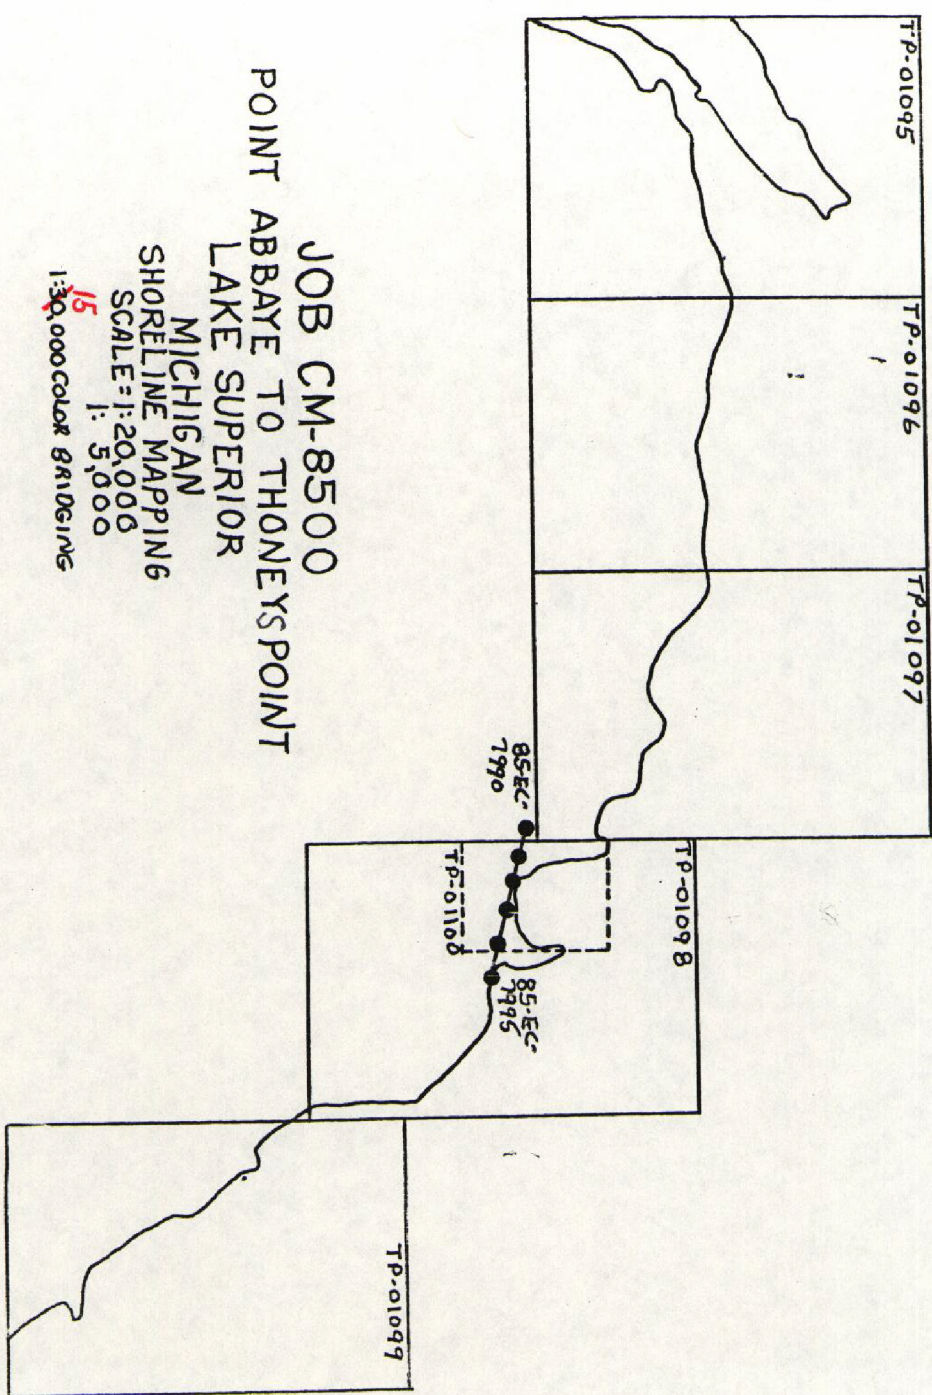 TP-01095
TP-01096
TP-01097
TP-01098
TP-01099
TP-01100
85-EC-
7990
85-EC-
7995
JOB CM-8500
POINT ABBAYE TO THONEYS POINT
LAKE SUPERIOR
MICHIGAN
SHORELINE MAPPING
SCALE=1:20,000
1: 5,000
15
1:30,000 COLOR BRIDGING